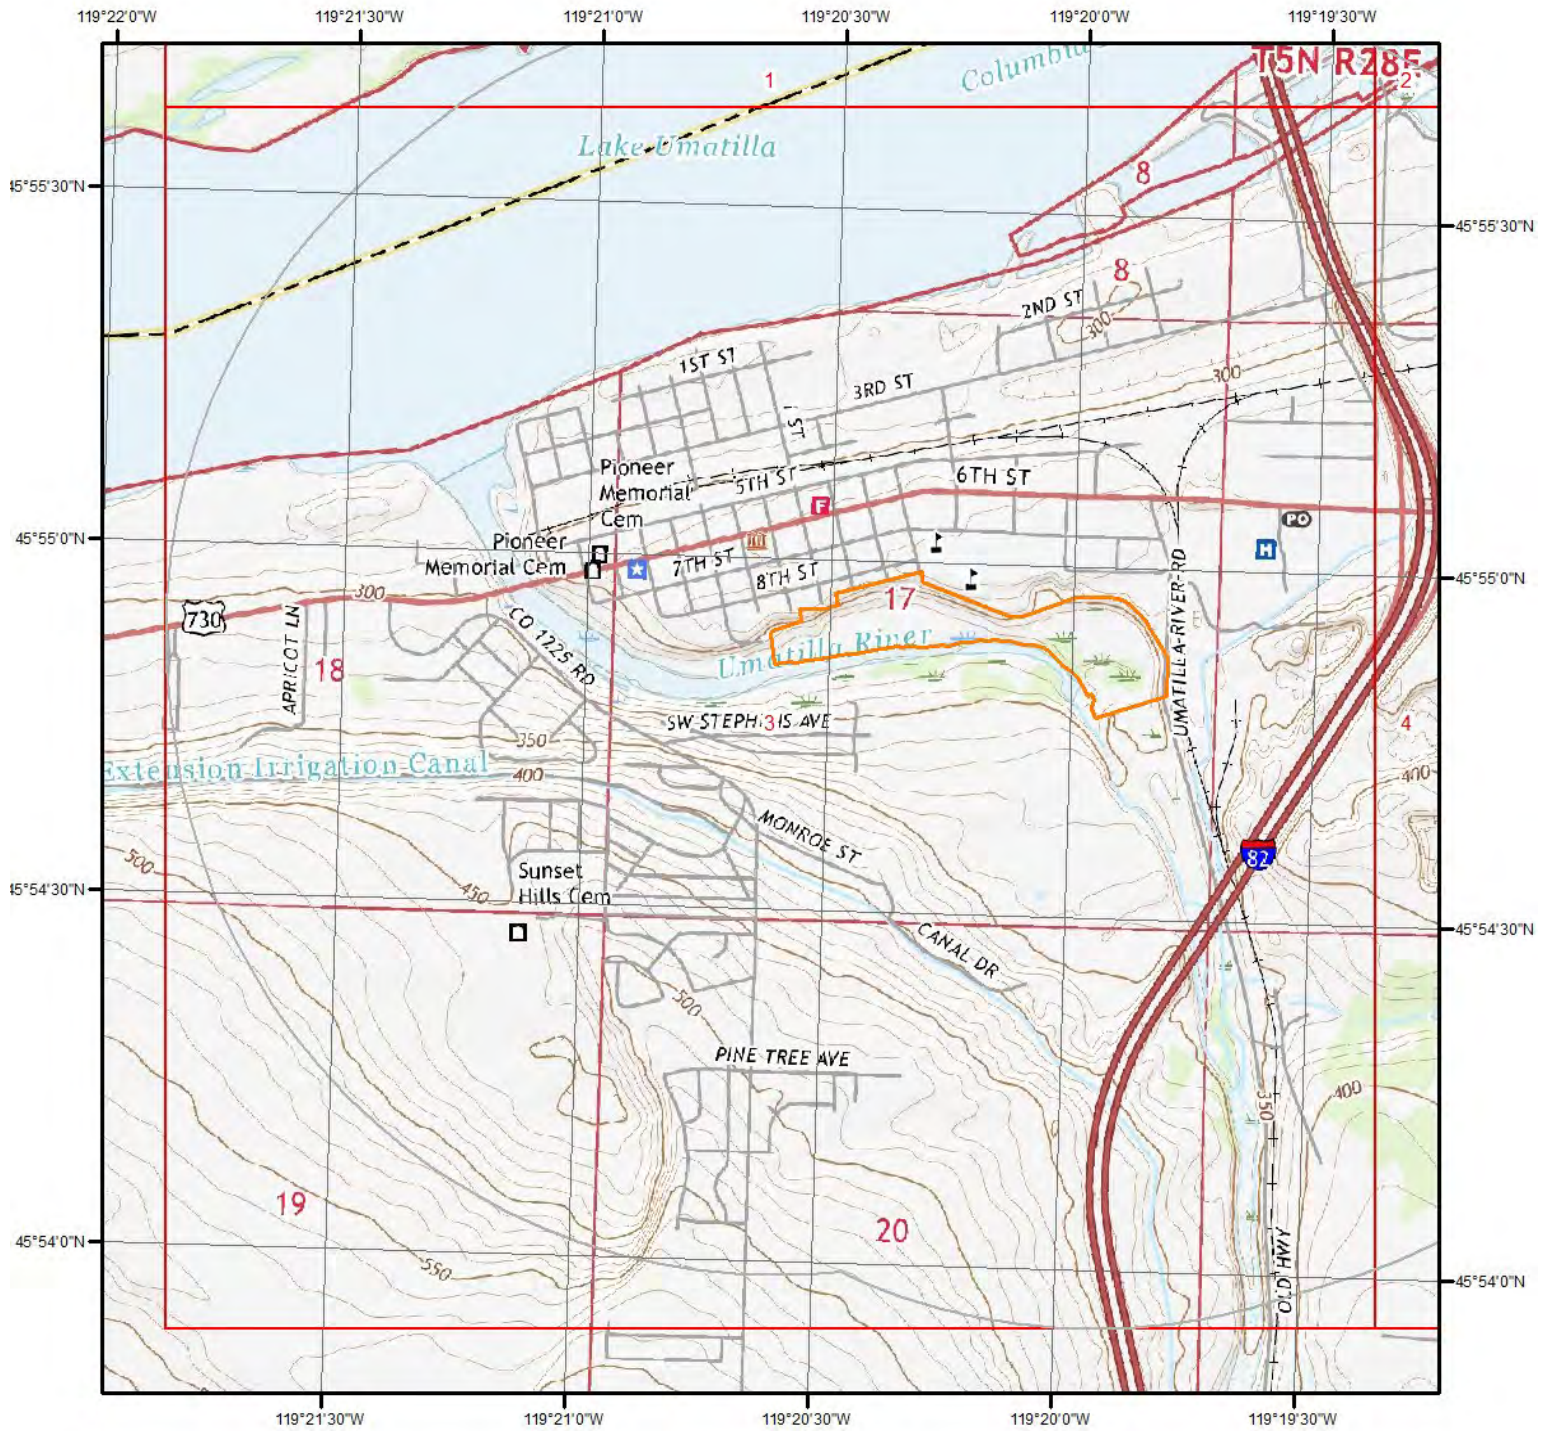 119°22'0"W 119°21'30"W 119°21'0"W 119°20'30"W 119°20'0"W 119°19'30"W
T5N R28E
1
2
Columbia
Lake Umatilla
45°55'30"N
45°55'30"N
8
8
2ND ST
300
1ST ST
3RD ST
300
I ST
Pioneer
Memorial
Cem
5TH ST
6TH ST
F
PO
H
45°55'0"N
Pioneer
Memorial Cem
7TH ST
8TH ST
45°55'0"N
300
730
17
CO 1225 RD
APRICOT LN
18
Umatilla River
UMATILLA-RIVER-RD
SW STEPHENS AVE
3
4
350
Extension Irrigation Canal
400
400
MONROE ST
82
500
Sunset
Hills Cem
450
45°54'30"N
45°54'30"N
CANAL DR
500
PINE TREE AVE
350
400
19
20
45°54'0"N
550
OLD HWY
45°54'0"N
119°21'30"W 119°21'0"W 119°20'30"W 119°20'0"W 119°19'30"W